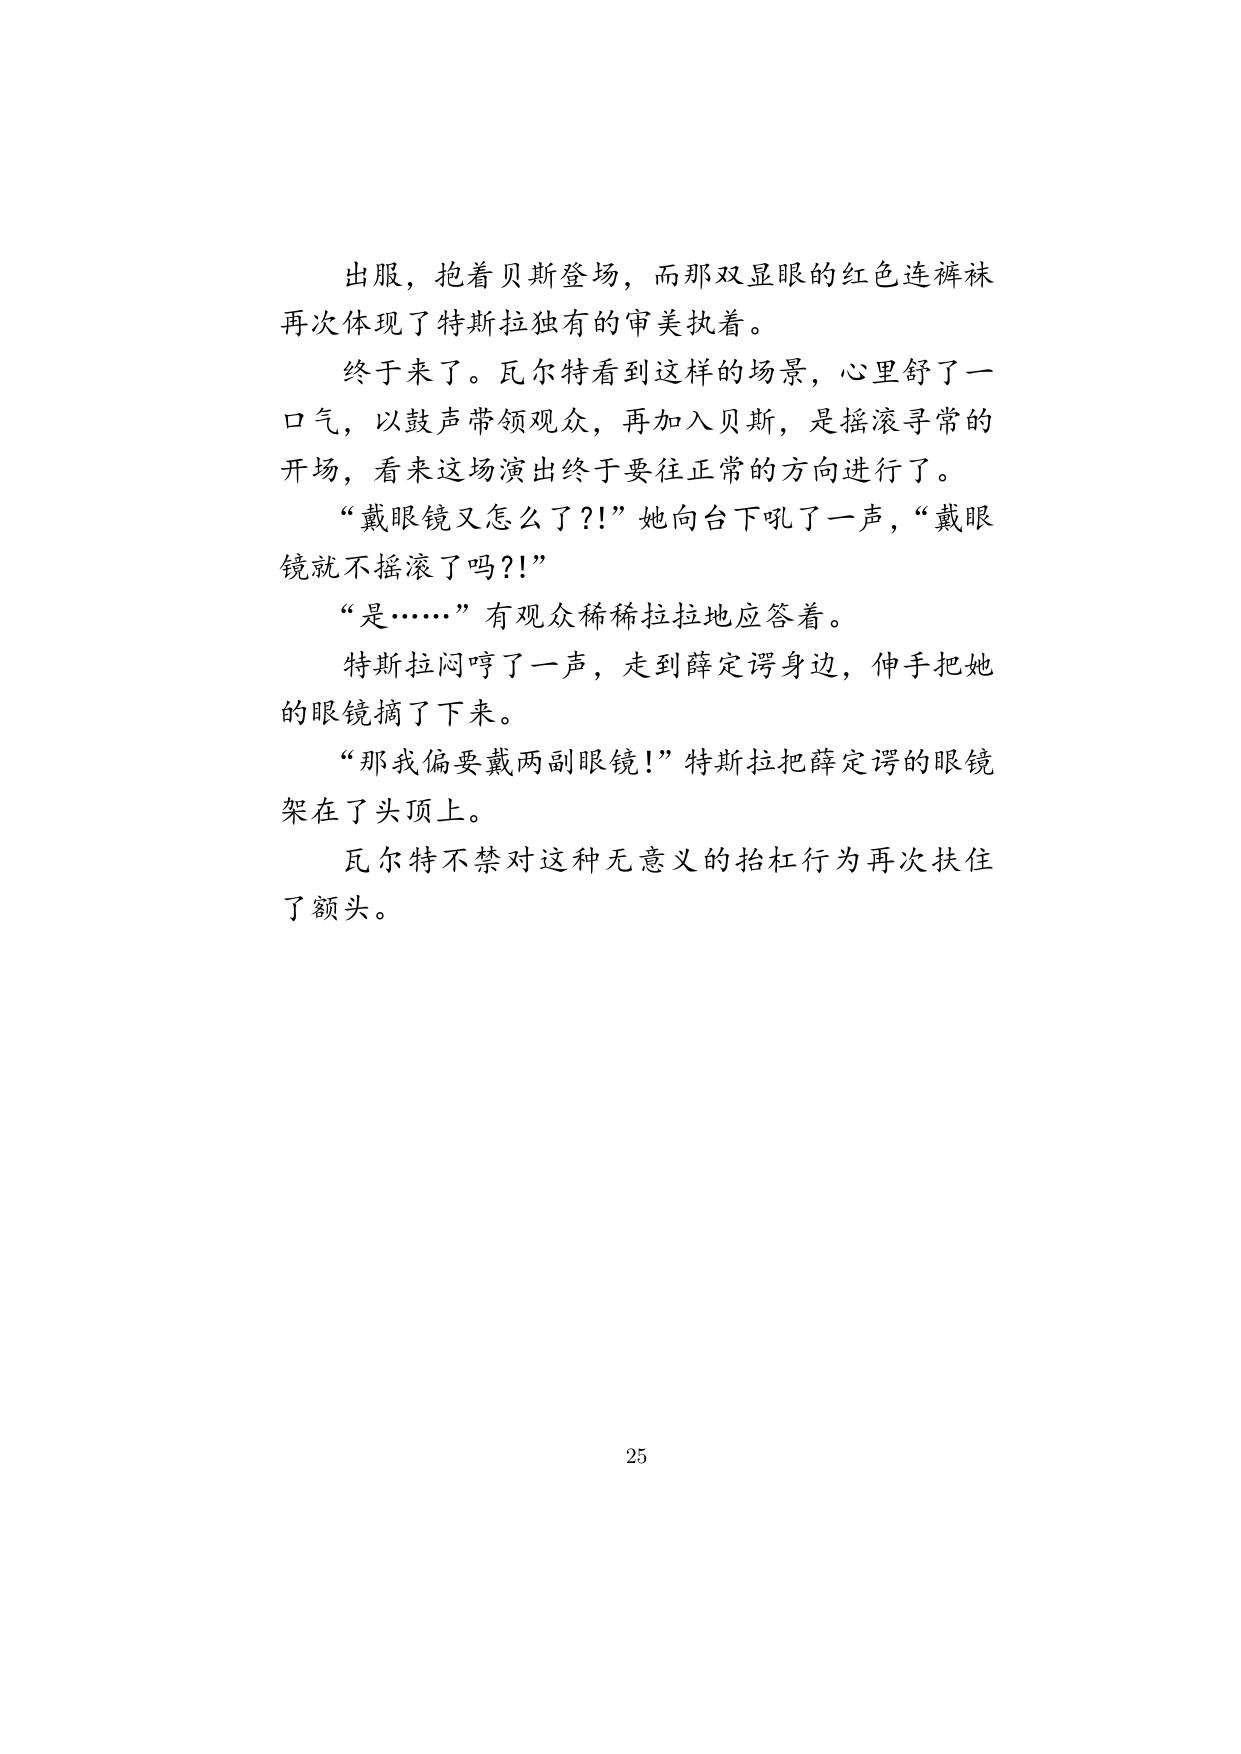 出服，抱着贝斯登场，而那双显眼的红色连裤袜
再次体现了特斯拉独有的审美执着。
终于来了。瓦尔特看到这样的场景，心里舒了一
口气，以鼓声带领观众，再加入贝斯，是摇滚寻常的
开场，看来这场演出终于要往正常的方向进行了。
“戴眼镜又怎么了?!”她向台下吼了一声，“戴眼
镜就不摇滚了吗?!”
“是……”有观众稀稀拉拉地应答着。
特斯拉闷哼了一声，走到薛定谔身边，伸手把她
的眼镜摘了下来。
“那我偏要戴两副眼镜!”特斯拉把薛定谔的眼镜
架在了头顶上。
瓦尔特不禁对这种无意义的抬杠行为再次扶住
了额头。
25